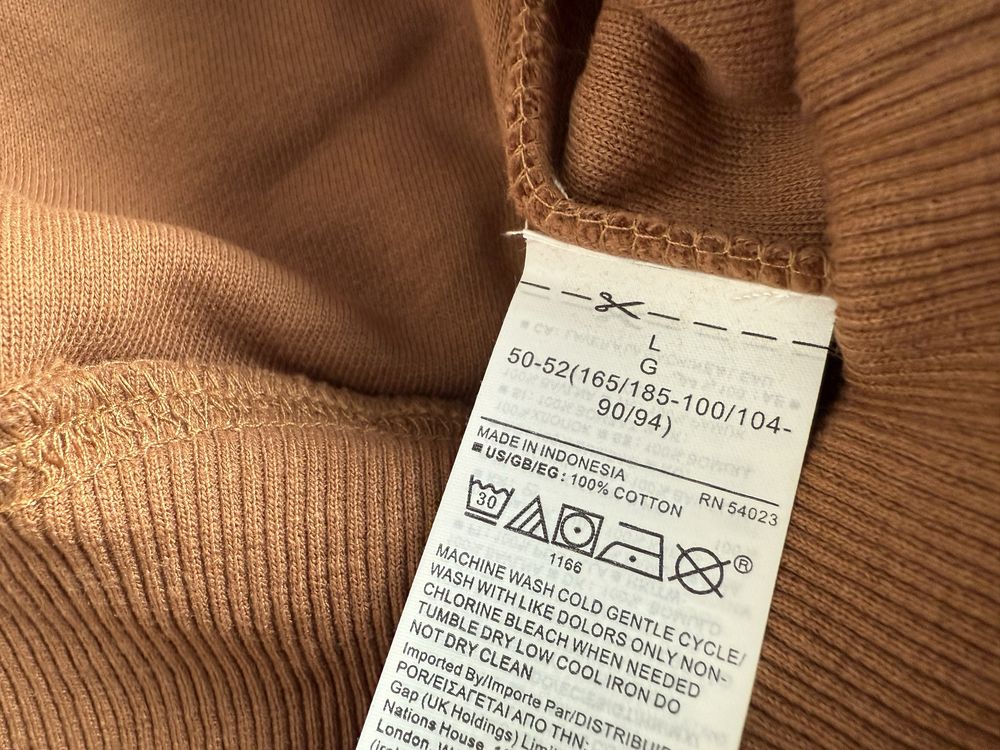 L
G
50-52(165/185-100/104-
90/94)
MADE IN INDONESIA
RN 54023
US/GB/EG: 100% COTTON
30
®
1166
MACHINE WASH COLD GENTLE CYCLE/
WASH WITH LIKE DOLORS ONLY NON-
CHLORINE BLEACH WHEN NEEDED
TUMBLE DRY LOW COOL IRON DO
NOT DRY CLEAN
Imported By/Importe Par/DISTRIBUI
POR/ΕΙΣΑΓΕΤΑΙ ΑΠΟ ΤΗΝ:
Gap (UK Holdings) Limi
Nations House,
London, W